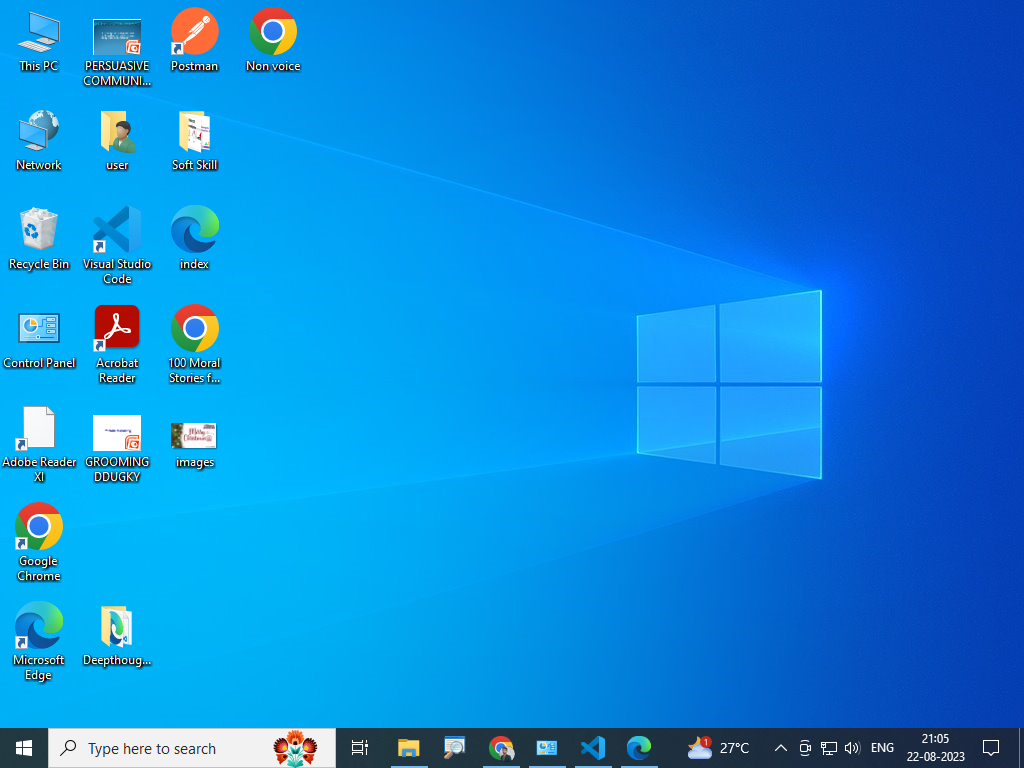 This PC
PERSUASIVE
COMMUNI...
Postman
Non voice
Network
user
Soft Skill
Recycle Bin
Visual Studio
Code
index
Control Panel
Acrobat
Reader
100 Moral
Stories f...
Adobe Reader
XI
GROOMING
DDUGKY
images
Google
Chrome
Microsoft
Edge
Deepthoug...
Type here to search
1
27°C
ENG
21:05
22-08-2023